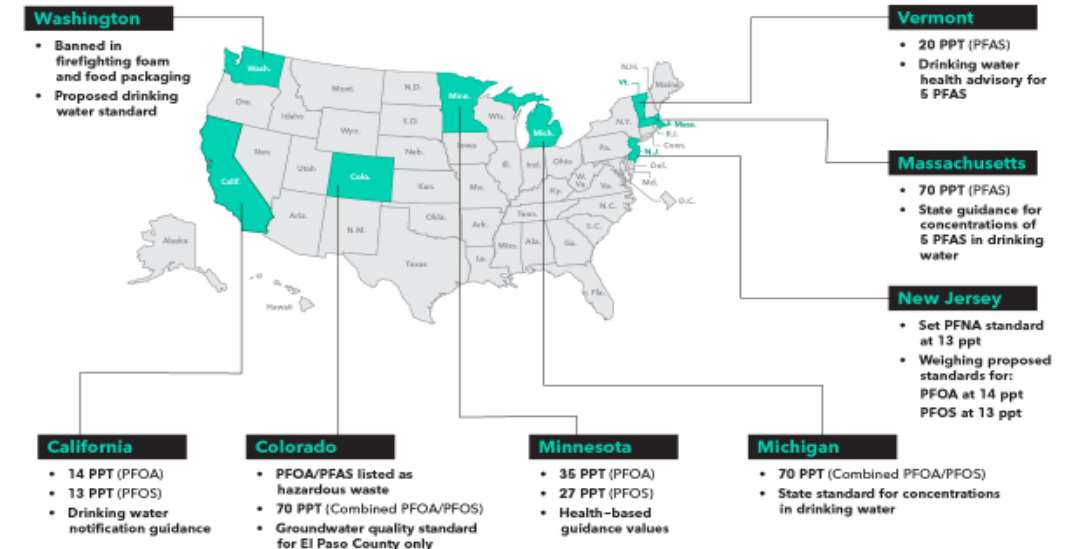 Washington
• Banned in
firefighting foam
and food packaging
• Proposed drinking
water standard
Vermont
• 20 PPT (PFAS)
• Drinking water
health advisory for
5 PFAS
Massachusetts
• 70 PPT (PFAS)
• State guidance for
concentrations of
5 PFAS in drinking
water
New Jersey
• Set PFNA standard
at 13 ppt
• Weighing proposed
standards for:
PFOA at 14 ppt
PFOS at 13 ppt
Wash.
Ore.
Calif.
Nev.
Idaho
Mont.
Wyo.
Utah
Ariz.
Colo.
N.M.
N.D.
S.D.
Neb.
Kan.
Okla.
Texas
Minn.
Iowa
Mo.
Ark.
La.
Wis.
Ill.
Mich.
Ind.
Ohio
Ky.
Tenn.
Miss.
Ala.
Ga.
Fla.
S.C.
N.C.
Va.
W.
Va.
Pa.
N.Y.
Vt.
N.H.
Maine
Mass.
R.I.
Conn.
N.J.
Del.
Md.
D.C.
Alaska
Hawaii
California
• 14 PPT (PFOA)
• 13 PPT (PFOS)
• Drinking water
notification guidance
Colorado
• PFOA/PFAS listed as
hazardous waste
• 70 PPT (Combined PFOA/PFOS)
• Groundwater quality standard
for El Paso County only
Minnesota
• 35 PPT (PFOA)
• 27 PPT (PFOS)
• Health-based
guidance values
Michigan
• 70 PPT (Combined PFOA/PFOS)
• State standard for concentrations
in drinking water